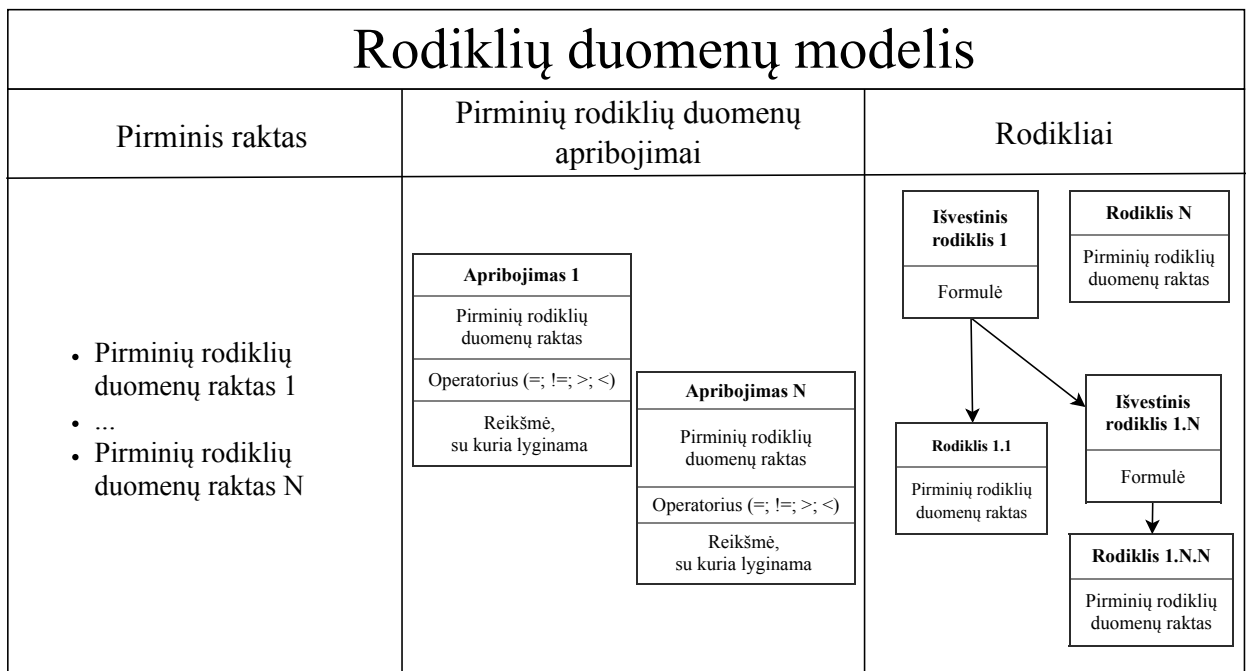 Rodiklių duomenų modelis
Pirminis raktas
Pirminių rodiklių duomenų
apribojimai
Rodikliai
• Pirminių rodiklių
duomenų raktas 1
• ...
• Pirminių rodiklių
duomenų raktas N
Apribojimas 1
Pirminių rodiklių
duomenų raktas
Operatorius (=; !=; >; <)
Reikšmė,
su kuria lyginama
Apribojimas N
Pirminių rodiklių
duomenų raktas
Operatorius (=; !=; >; <)
Reikšmė,
su kuria lyginama
Išvestinis
rodiklis 1
Formulė
Rodiklis N
Pirminių rodiklių
duomenų raktas
Rodiklis 1.1
Pirminių rodiklių
duomenų raktas
Išvestinis
rodiklis 1.N
Formulė
Rodiklis 1.N.N
Pirminių rodiklių
duomenų raktas